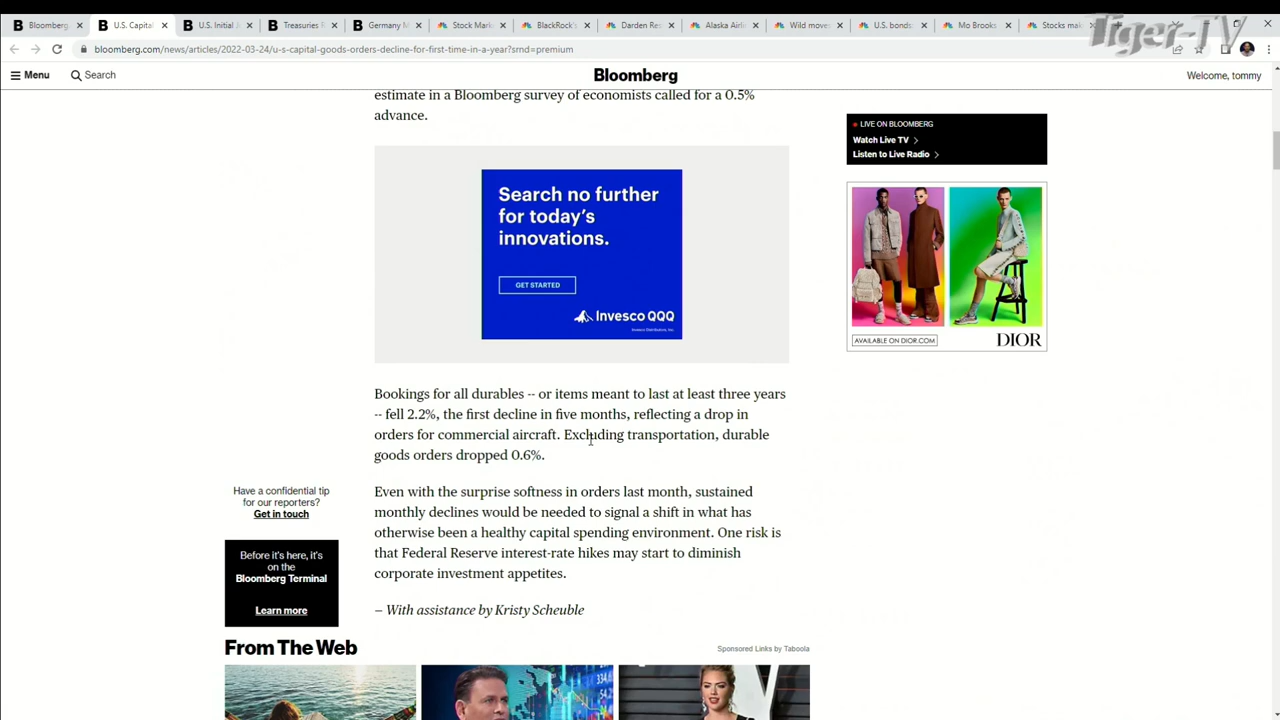 Bloomberg
U.S. Capital
U.S. Initial J
Treasuries
Germany M
Stock Mar
BlackRock's
Darden Res
Alaska Airl
Wild move
U.S. bonds
Mo Brooks
Stocks ma
Tiger-TV
bloomberg.com/news/articles/2022-03-24/u-s-capital-goods-orders-decline-for-first-time-in-a-year?srnd=premium
Menu
Search
Bloomberg
Welcome, tommy
estimate in a Bloomberg survey of economists called for a 0.5%
advance.
LIVE ON BLOOMBERG
Watch Live TV
Listen to Live Radio
Search no further
for today's
innovations.
GET STARTED
Invesco QQQ
Invesco Distributors, Inc.
AVAILABLE ON DIOR.COM
DIOR
Bookings for all durables -- or items meant to last at least three years
-- fell 2.2%, the first decline in five months, reflecting a drop in
orders for commercial aircraft. Excluding transportation, durable
goods orders dropped 0.6%.
Even with the surprise softness in orders last month, sustained
monthly declines would be needed to signal a shift in what has
otherwise been a healthy capital spending environment. One risk is
that Federal Reserve interest-rate hikes may start to diminish
corporate investment appetites.
– With assistance by Kristy Scheuble
Have a confidential tip
for our reporters?
Get in touch
Before it's here, it's
on the
Bloomberg Terminal
Learn more
From The Web
Sponsored Links by Taboola